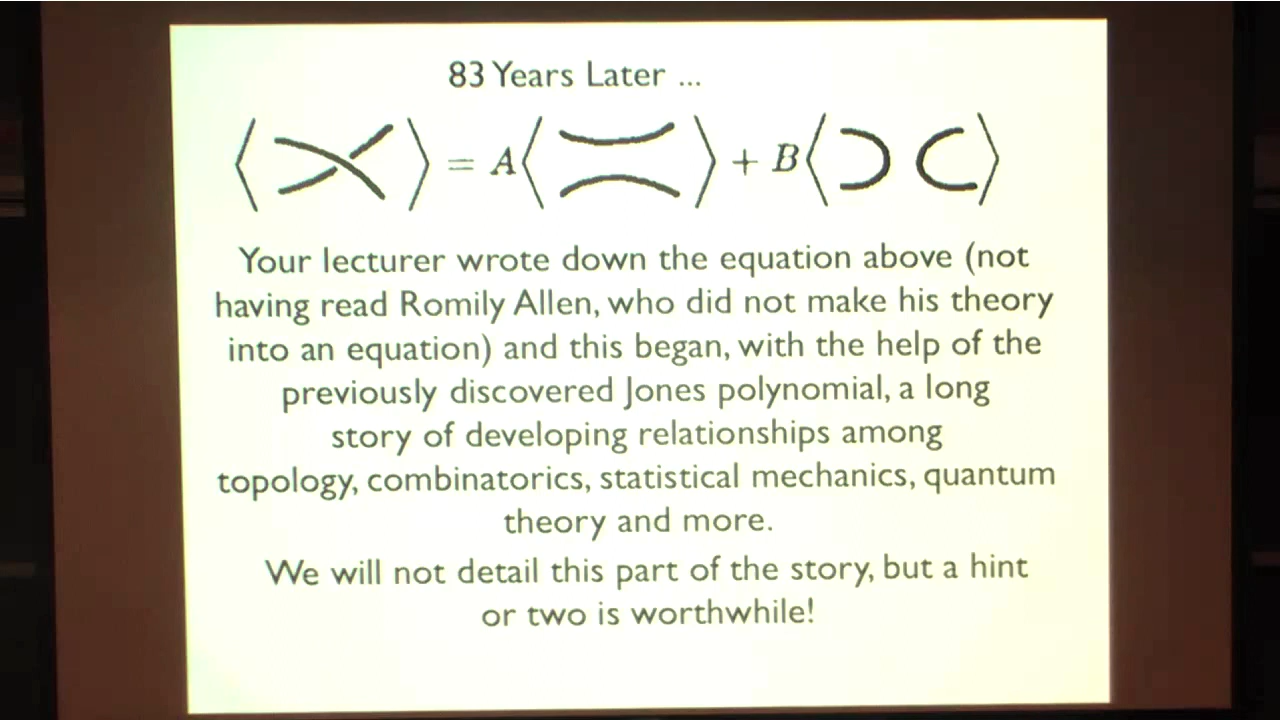 83 Years Later ...
= A + B
Your lecturer wrote down the equation above (not
having read Romily Allen, who did not make his theory
into an equation) and this began, with the help of the
previously discovered Jones polynomial, a long
story of developing relationships among
topology, combinatorics, statistical mechanics, quantum
theory and more.
We will not detail this part of the story, but a hint
or two is worthwhile!